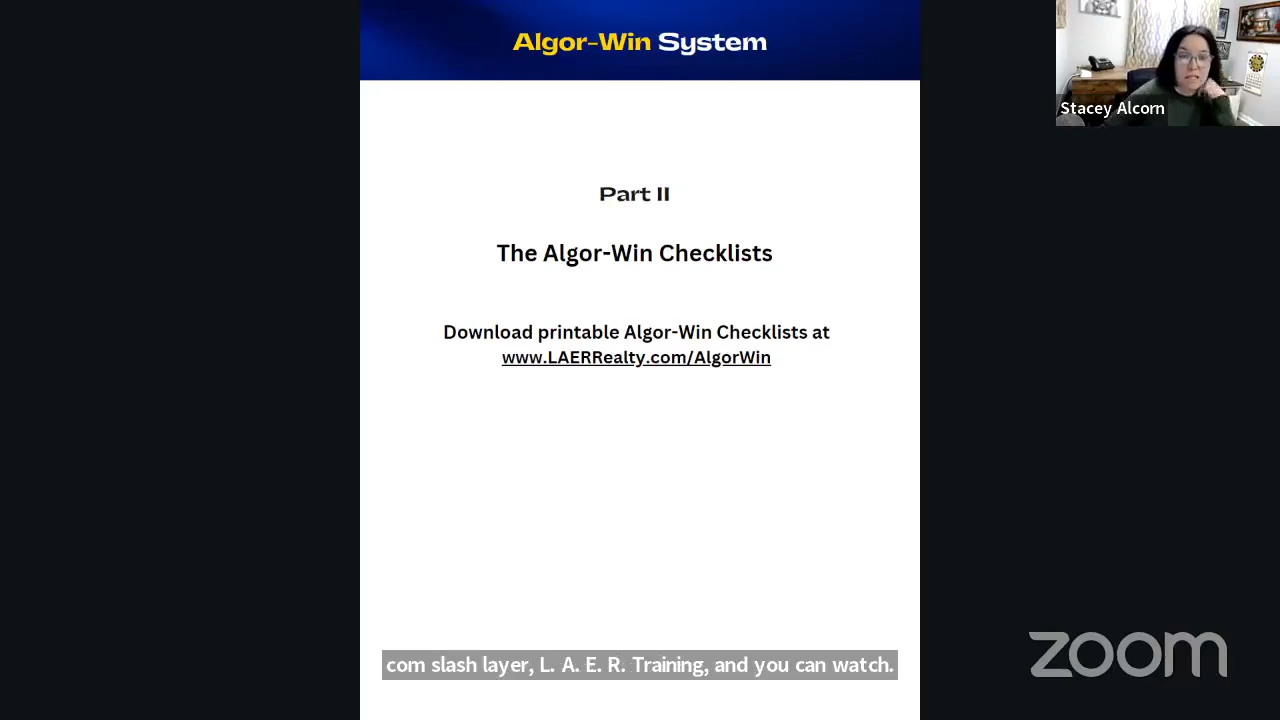 Algor-Win System
Stacey Alcorn
Part II
The Algor-Win Checklists
Download printable Algor-Win Checklists at
www.LAERRealty.com/AlgorWin
com slash layer, L. A. E. R. Training, and you can watch.
zoom